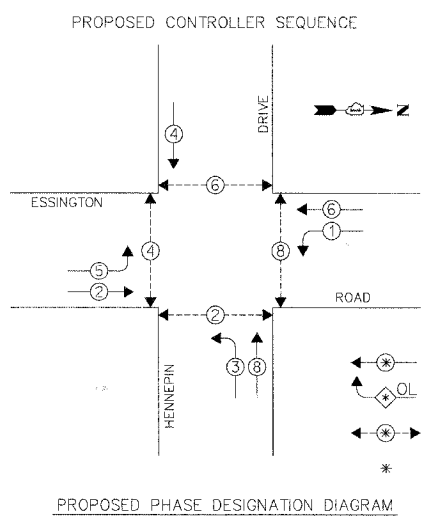 PROPOSED CONTROLLER SEQUENCE
DRIVE
N
4
6
ESSINGTON
6
1
4
8
5
2
ROAD
2
3
8
HENNEPIN
*
* OL
*
*
PROPOSED PHASE DESIGNATION DIAGRAM